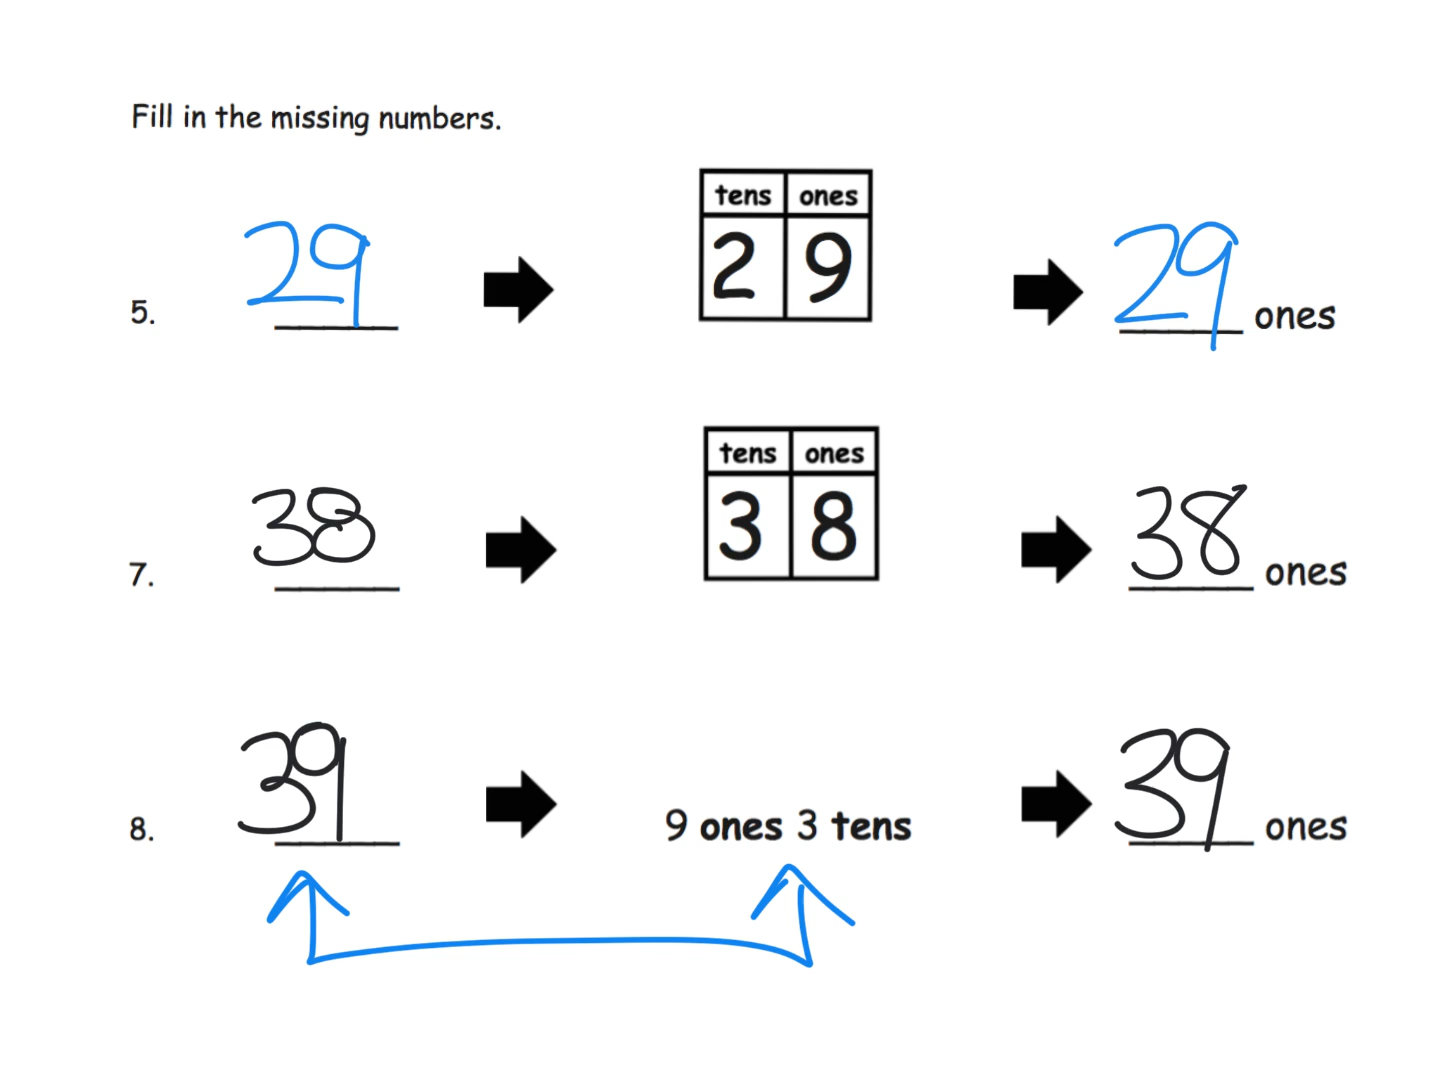 Fill in the missing numbers.
tens ones
5. 29 2 9 29 ones
tens ones
7. 38 3 8 38 ones
8. 39 9 ones 3 tens 39 ones